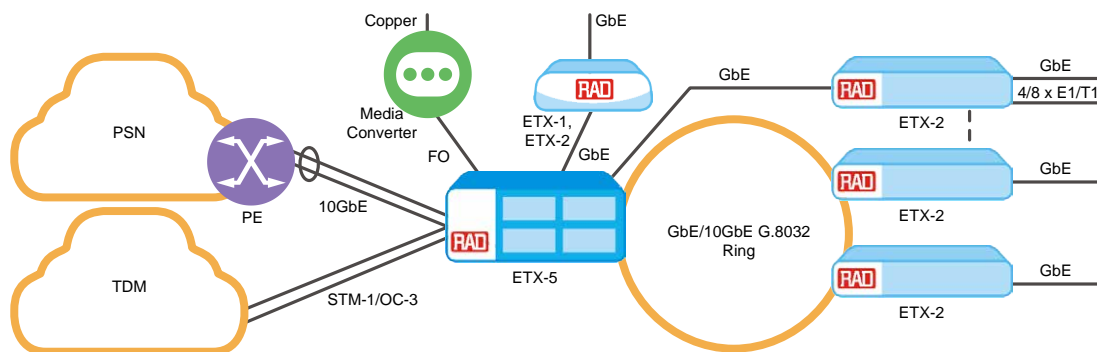 Copper
GbE
GbE
RAD
GbE
4/8 x E1/T1
ETX-2
PSN
Media
Converter
RAD
ETX-1,
ETX-2
FO
GbE
PE
10GbE
RAD
ETX-5
GbE/10GbE G.8032
Ring
RAD
GbE
ETX-2
TDM
STM-1/OC-3
RAD
GbE
ETX-2